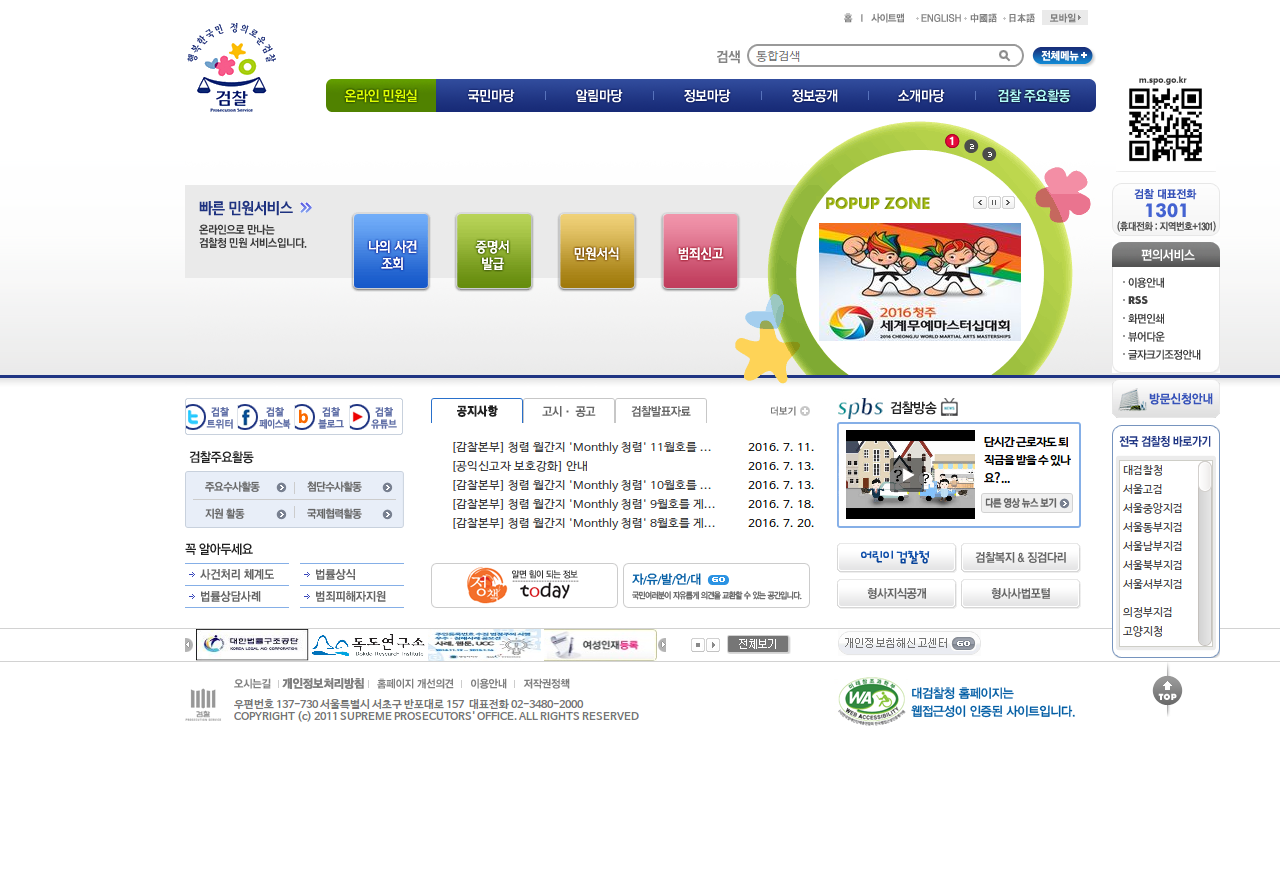 홈 | 사이트맵 · ENGLISH · 中國語 · 日本語 모바일
행복한국민 정의로운검찰
검찰
Prosecution Service
검색 통합검색 전체메뉴 +
온라인 민원실 국민마당 알림마당 정보마당 정보공개 소개마당 검찰 주요활동
m.spo.go.kr
빠른 민원서비스 »
온라인으로 만나는
검찰청 민원 서비스입니다.
나의 사건
조회
증명서
발급
민원서식
범죄신고
1 2 3
POPUP ZONE
2016 청주
세계무예마스터십대회
2016 CHEONGJU WORLD MARTIAL ARTS MASTERSHIPS
검찰 대표전화
1301
(휴대전화 : 지역번호+1301)
편의서비스
· 이용안내
· RSS
· 화면인쇄
· 뷰어다운
· 글자크기조정안내
방문신청안내
전국 검찰청 바로가기
대검찰청
서울고검
서울중앙지검
서울동부지검
서울남부지검
서울북부지검
서울서부지검
의정부지검
고양지청
TOP
검찰 트위터
검찰 페이스북
검찰 블로그
검찰 유튜브
검찰주요활동
주요수사활동 첨단수사활동
지원 활동 국제협력활동
꼭 알아두세요
사건처리 체계도 법률상식
법률상담사례 범죄피해자지원
공지사항 고시 · 공고 검찰발표자료 더보기
[감찰본부] 청렴 월간지 'Monthly 청렴' 11월호를 ... 2016. 7. 11.
[공익신고자 보호강화] 안내 2016. 7. 13.
[감찰본부] 청렴 월간지 'Monthly 청렴' 10월호를 ... 2016. 7. 13.
[감찰본부] 청렴 월간지 'Monthly 청렴' 9월호를 게... 2016. 7. 18.
[감찰본부] 청렴 월간지 'Monthly 청렴' 8월호를 게... 2016. 7. 20.
정책
알면 힘이 되는 정보
today
자/유/발/언/대 GO
국민여러분이 자유롭게 의견을 교환할 수 있는 공간입니다.
spbs 검찰방송 NEWS
단시간 근로자도 퇴
직금을 받을 수 있나
요?...
다른 영상 뉴스 보기
어린이 검찰청 검찰복지 & 징검다리
형사지식공개 형사사법포털
대한법률구조공단
KOREA LEGAL AID CORPORATION
독도연구소
Dokdo Research Institute
사례, 웹툰, UCC
여성인재등록
전체보기
개인정보침해신고센터 GO
오시는길 | 개인정보처리방침 | 홈페이지 개선의견 | 이용안내 | 저작권정책
검찰
PROSECUTION SERVICE
우편번호 137-730 서울특별시 서초구 반포대로 157 대표전화 02-3480-2000
COPYRIGHT (c) 2011 SUPREME PROSECUTORS' OFFICE. ALL RIGHTS RESERVED
미래창조과학부
WA
WEB ACCESSIBILITY
대검찰청 홈페이지는
웹접근성이 인증된 사이트입니다.